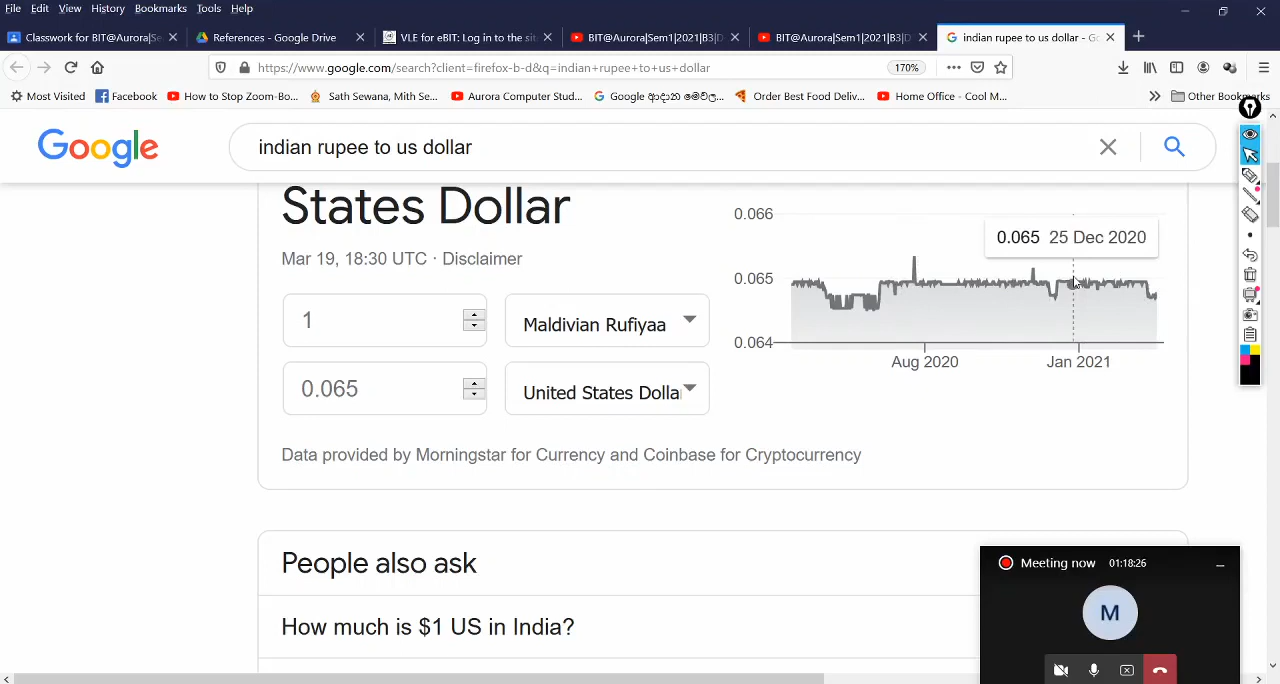 File Edit View History Bookmarks Tools Help
Classwork for BIT@Aurora|Se
References - Google Drive
VLE for eBIT: Log in to the sit
BIT@Aurora|Sem1|2021|B3|D
BIT@Aurora|Sem1|2021|B3|D
indian rupee to us dollar - Go
https://www.google.com/search?client=firefox-b-d&q=indian+rupee+to+us+dollar
170%
Most Visited
Facebook
How to Stop Zoom-Bo...
Sath Sewana, Mith Se...
Aurora Computer Stud...
Google ආදාන මෙවල...
Order Best Food Deliv...
Home Office - Cool M...
Other Bookmarks
Google
indian rupee to us dollar
States Dollar
Mar 19, 18:30 UTC · Disclaimer
1
Maldivian Rufiyaa
0.065
United States Dolla
0.066
0.065
0.064
0.065 25 Dec 2020
Aug 2020
Jan 2021
Data provided by Morningstar for Currency and Coinbase for Cryptocurrency
People also ask
How much is $1 US in India?
Meeting now 01:18:26
M